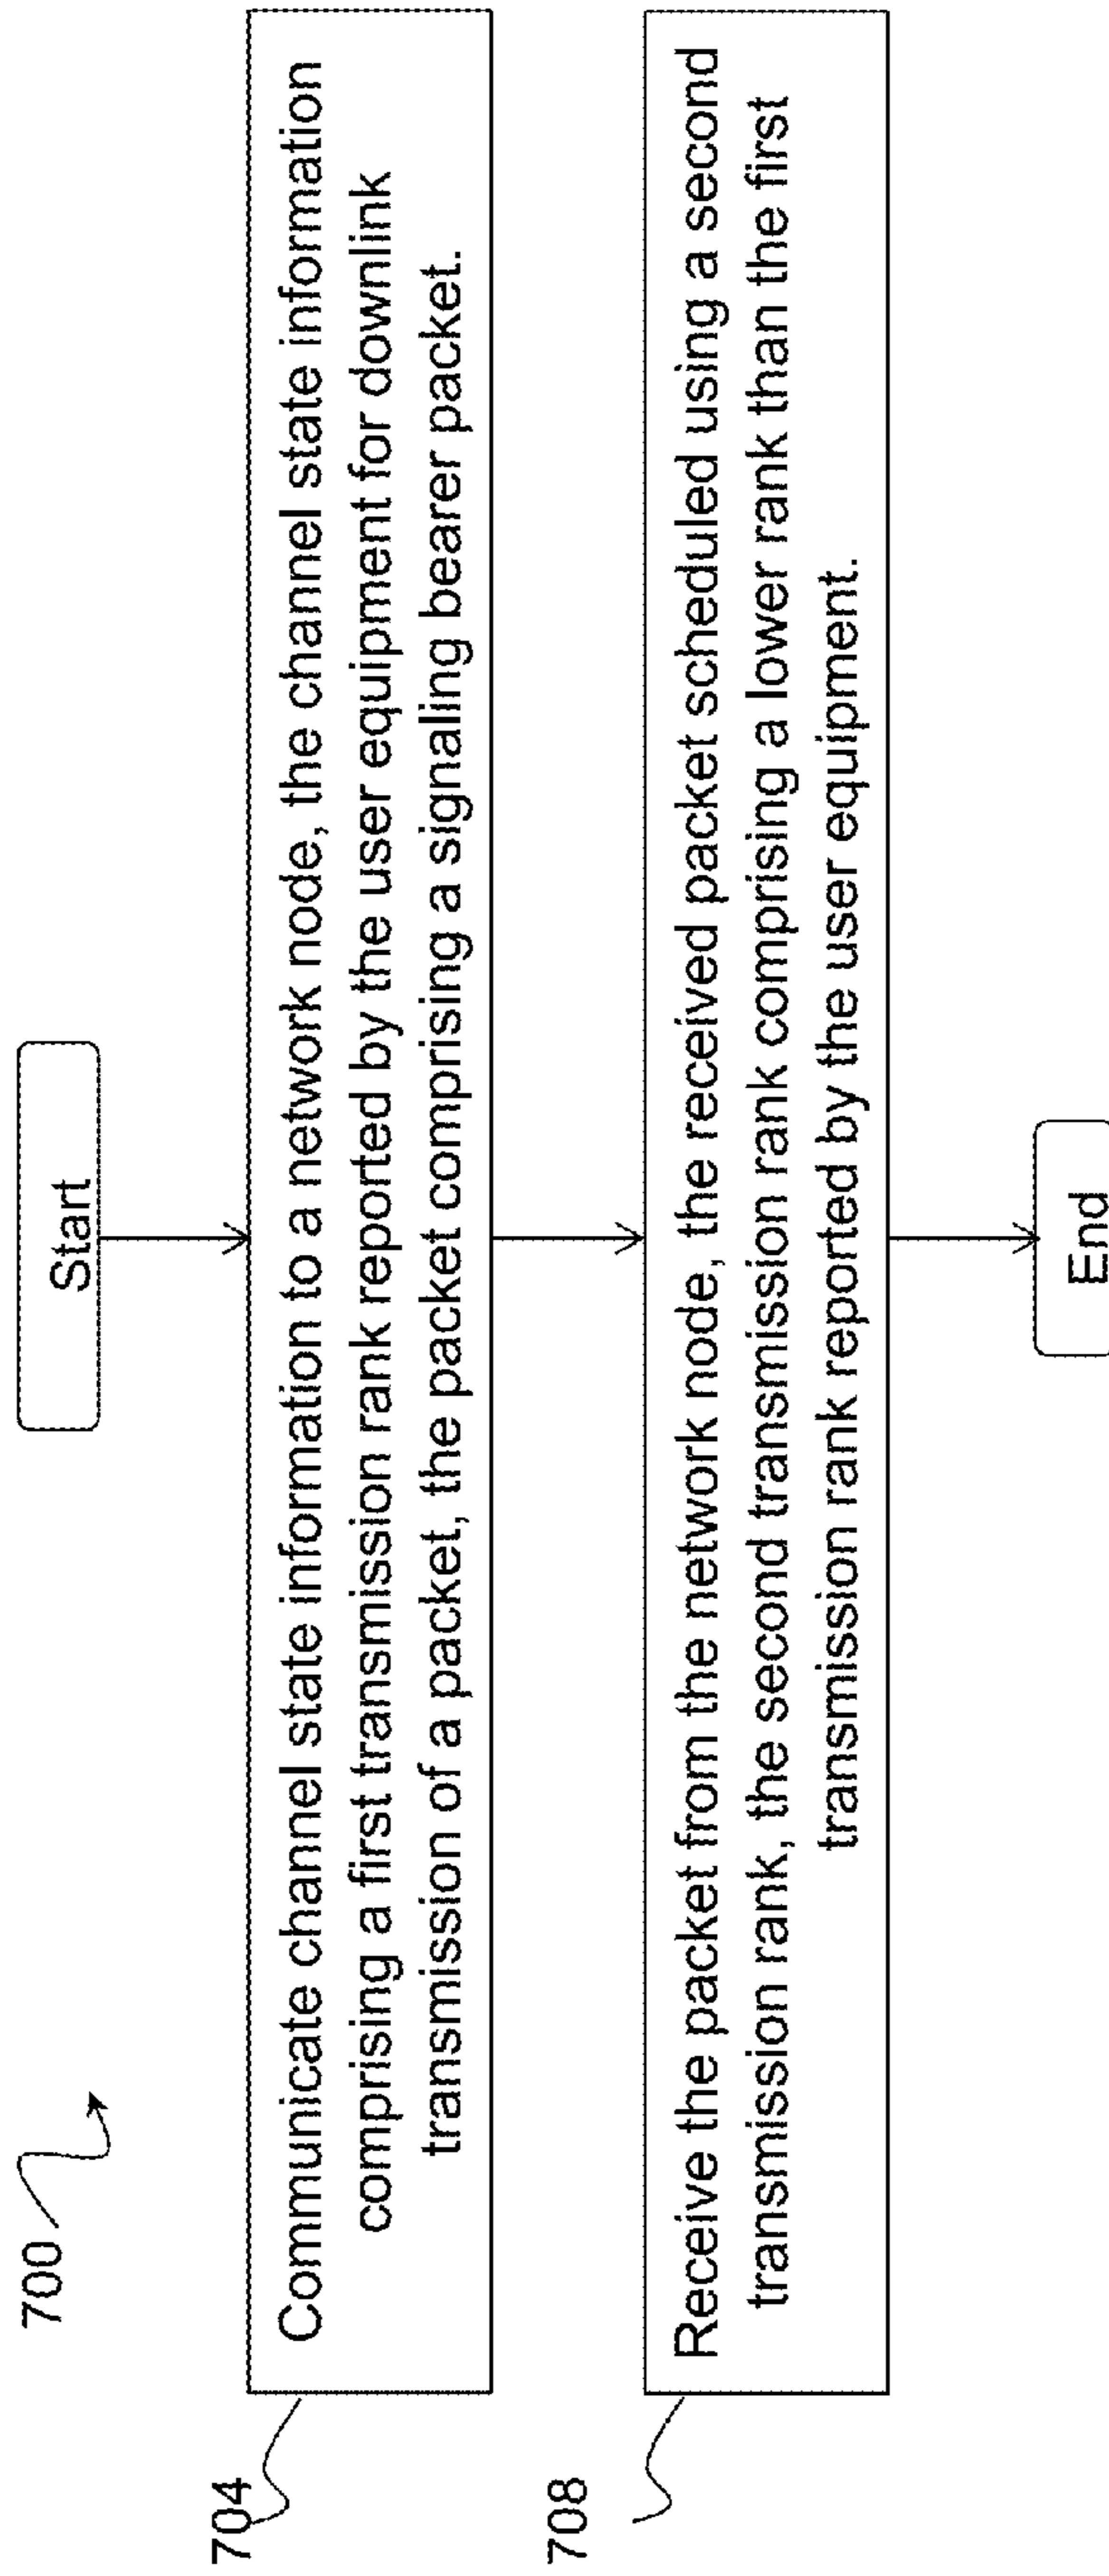 700
Start
704
Communicate channel state information to a network node, the channel state information
comprising a first transmission rank reported by the user equipment for downlink
transmission of a packet, the packet comprising a signaling bearer packet.
708
Receive the packet from the network node, the received packet scheduled using a second
transmission rank, the second transmission rank comprising a lower rank than the first
transmission rank reported by the user equipment.
End